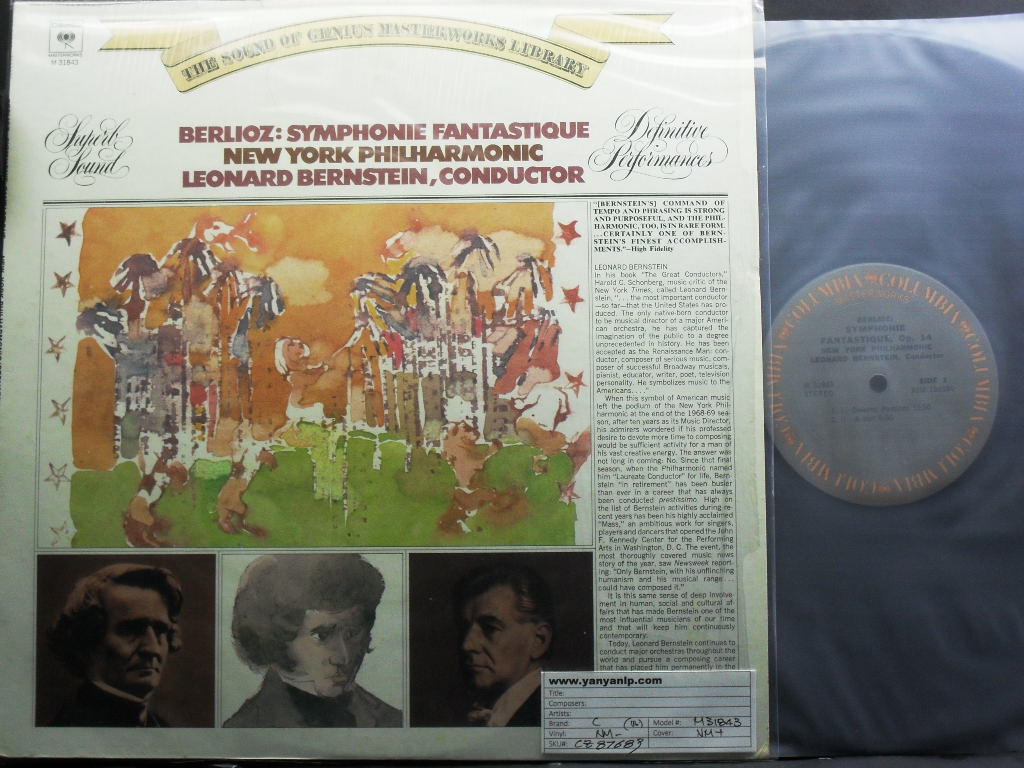 MASTERWORKS
M 31843
THE SOUND OF GENIUS MASTERWORKS LIBRARY
Superb
Sound
BERLIOZ: SYMPHONIE FANTASTIQUE
NEW YORK PHILHARMONIC
LEONARD BERNSTEIN, CONDUCTOR
Definitive
Performances
"[BERNSTEIN'S] COMMAND OF
TEMPO AND PHRASING IS STRONG
AND PURPOSEFUL, AND THE PHIL-
HARMONIC, TOO, IS IN RARE FORM.
...CERTAINLY ONE OF BERN-
STEIN'S FINEST ACCOMPLISH-
MENTS."—High Fidelity
LEONARD BERNSTEIN
In his book "The Great Conductors,"
Harold C. Schonberg, music critic of the
New York Times, called Leonard Bern-
stein, "...the most important conductor
—so far—that the United States has pro-
duced. The only native-born conductor
to be musical director of a major Ameri-
can orchestra, he has captured the
imagination of the public to a degree
unprecedented in history. He has been
accepted as the Renaissance Man: con-
ductor, composer of serious music, com-
poser of successful Broadway musicals,
pianist, educator, writer, poet, television
personality. He symbolizes music to the
Americans. . . ."
When this symbol of American music
left the podium of the New York Phil-
harmonic at the end of the 1968-69 sea-
son, after ten years as its Music Director,
his admirers wondered if his professed
desire to devote more time to composing
would be sufficient activity for a man of
his vast creative energy. The answer was
not long in coming: No. Since that final
season, when the Philharmonic named
him "Laureate Conductor" for life, Bern-
stein "in retirement" has been busier
than ever in a career that has always
been conducted prestissimo. High on
the list of Bernstein activities during re-
cent years has been his highly acclaimed
"Mass," an ambitious work for singers,
players and dancers that opened the John
F. Kennedy Center for the Performing
Arts in Washington, D. C. The event, the
most thoroughly covered music news
story of the year, saw Newsweek report-
ing: "Only Bernstein, with his unflinching
humanism and his musical range...
could have composed it."
It is this same sense of deep involve-
ment in human, social and cultural af-
fairs that has made Bernstein one of the
most influential musicians of our time
and that will keep him continuously
contemporary.
Today, Leonard Bernstein continues to
conduct major orchestras throughout the
world and pursue a composing career
that has placed him permanently in the
www.yanyanlp.com
Title:
Composers:
Artists:
Brand: C (1L) Model #: M31843
Vinyl: NM- Cover: NM+
SKU#: C887689
COLUMBIA COLUMBIA COLUMBIA COLUMBIA COLUMBIA
BERLIOZ:
SYMPHONIE
FANTASTIQUE, Op. 14
NEW YORK PHILHARMONIC
LEONARD BERNSTEIN, Conductor
M 31843
STEREO
SIDE